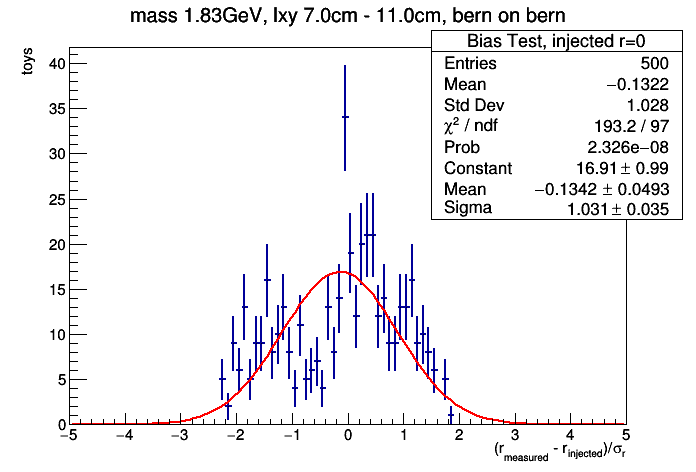 mass 1.83GeV, lxy 7.0cm - 11.0cm, bern on bern
Bias Test, injected r=0
Entries 500
Mean −0.1322
Std Dev 1.028
χ² / ndf 193.2 / 97
Prob 2.326e−08
Constant 16.91 ± 0.99
Mean −0.1342 ± 0.0493
Sigma 1.031 ± 0.035
toys
40
35
30
25
20
15
10
5
0
−5 −4 −3 −2 −1 0 1 2 3 4 5
(r_measured - r_injected)/σ_r